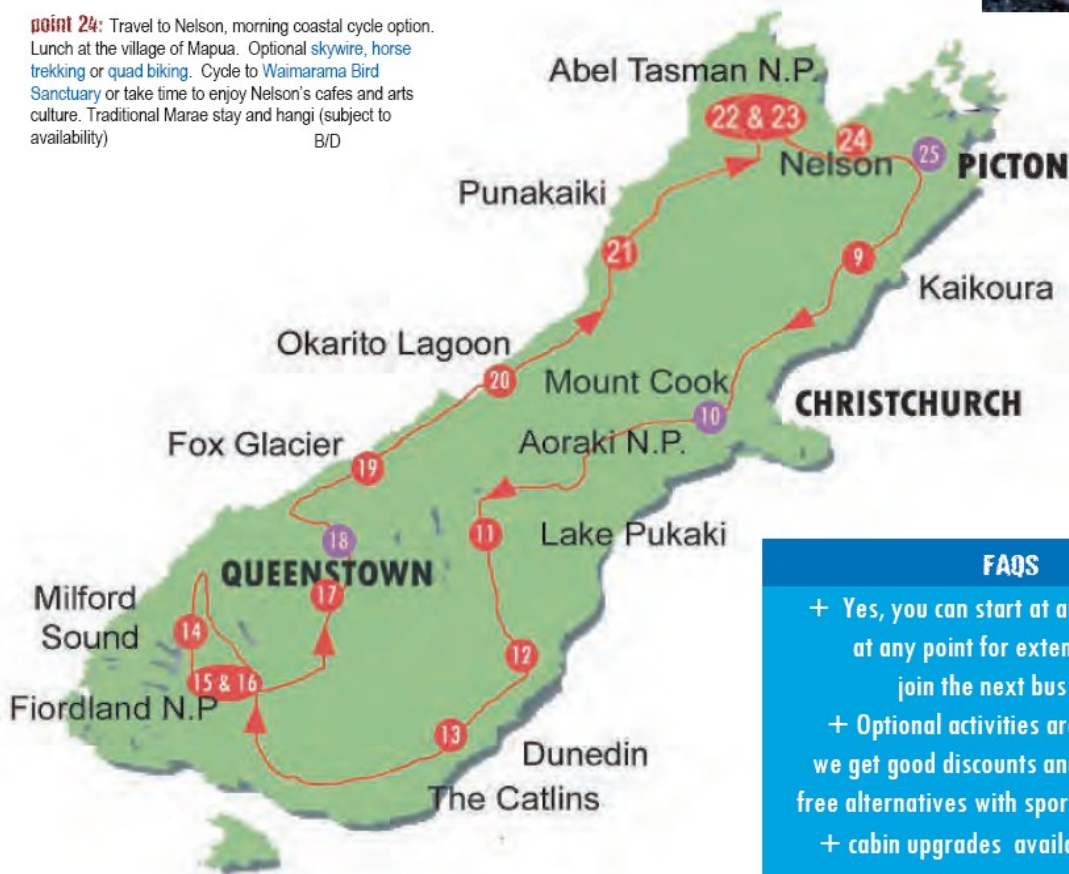 point 24: Travel to Nelson, morning coastal cycle option.
Lunch at the village of Mapua. Optional skywire, horse
trekking or quad biking. Cycle to Waimarama Bird
Sanctuary or take time to enjoy Nelson's cafes and arts
culture. Traditional Marae stay and hangi (subject to
availability) B/D
Abel Tasman N.P.
22 & 23
24
25
Nelson
PICTON
Punakaiki
21
9
Kaikoura
Okarito Lagoon
20
Mount Cook
10
CHRISTCHURCH
Fox Glacier
19
Aoraki N.P.
11
Lake Pukaki
18
QUEENSTOWN
17
Milford
Sound
14
15 & 16
12
Fiordland N.P
13
Dunedin
The Catlins
FAQS
+ Yes, you can start at
at any point for
join the next bus
+ Optional activities
we get good discounts
free alternatives with
+ cabin upgrades